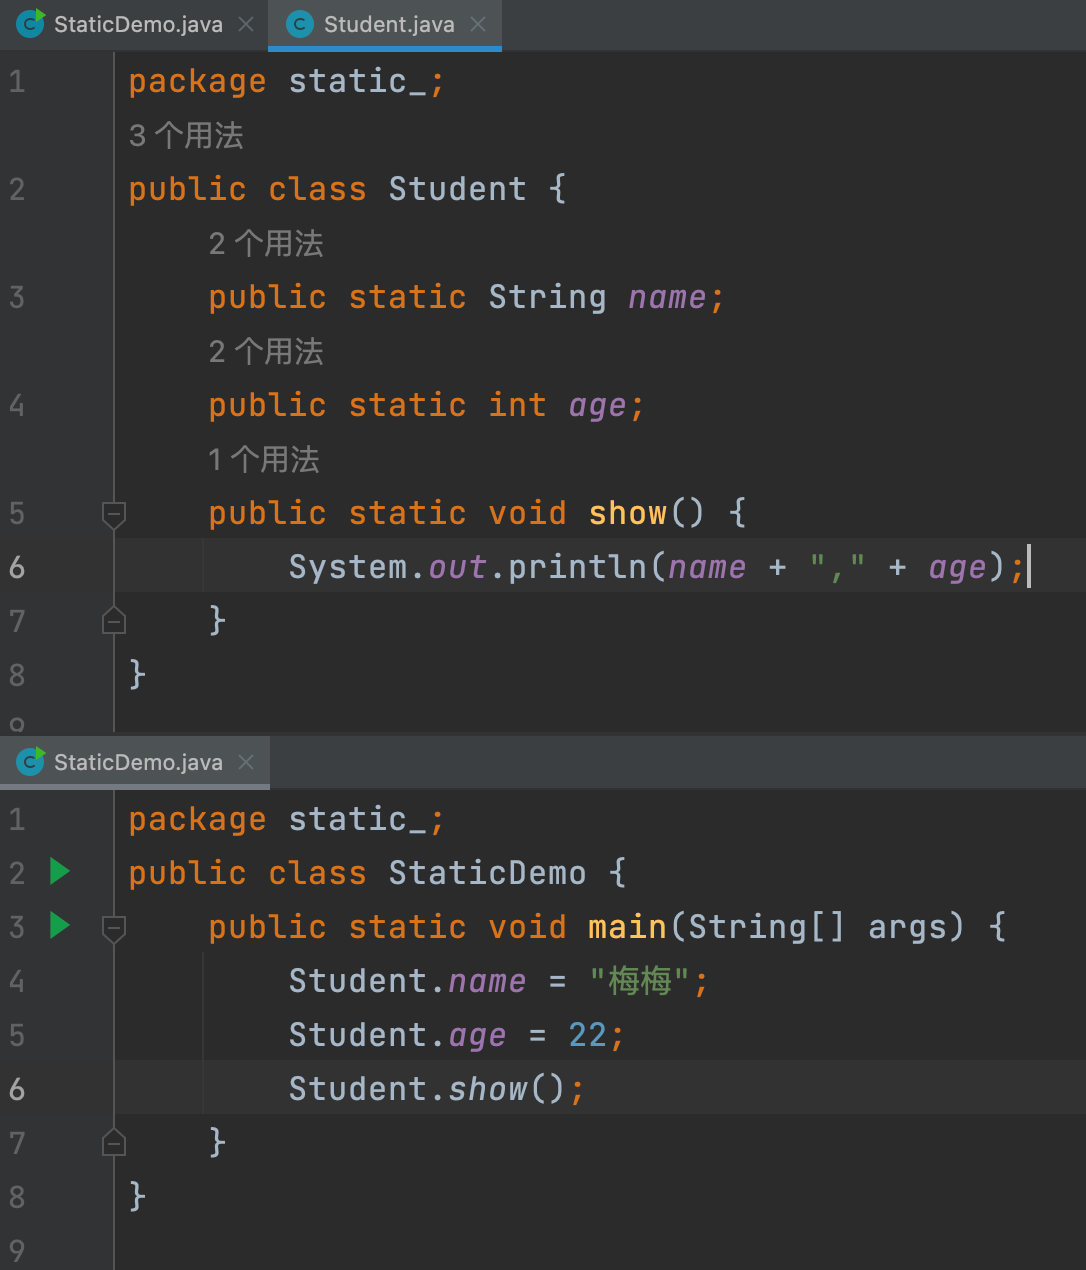 StaticDemo.java Student.java
1 package static_;
3 个用法
2 public class Student {
2 个用法
3 public static String name;
2 个用法
4 public static int age;
1 个用法
5 public static void show() {
6 System.out.println(name + "," + age);
7 }
8 }
9
StaticDemo.java
1 package static_;
2 public class StaticDemo {
3 public static void main(String[] args) {
4 Student.name = "梅梅";
5 Student.age = 22;
6 Student.show();
7 }
8 }
9